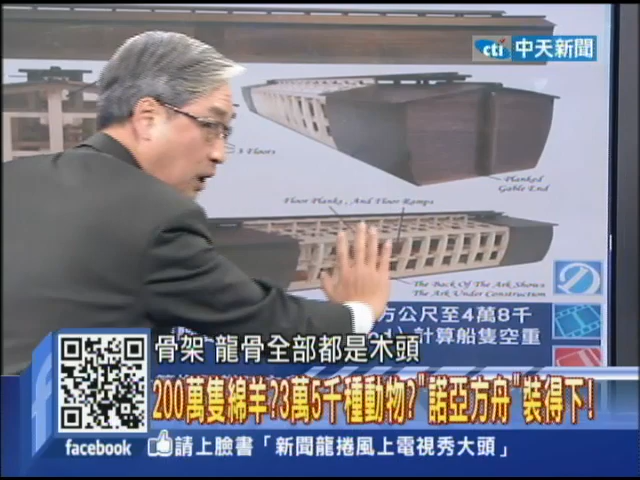 cti 中天新聞
3 Floors
Planked
Gable End
Floor Planks , And Floor Ramps
The Back Of The Ark Shows
The Ark Under Construction
方公尺至4萬8千
計算船隻空重
骨架 龍骨全部都是木頭
200萬隻綿羊?3萬5千種動物?"諾亞方舟"裝得下!
facebook 請上臉書「新聞龍捲風上電視秀大頭」